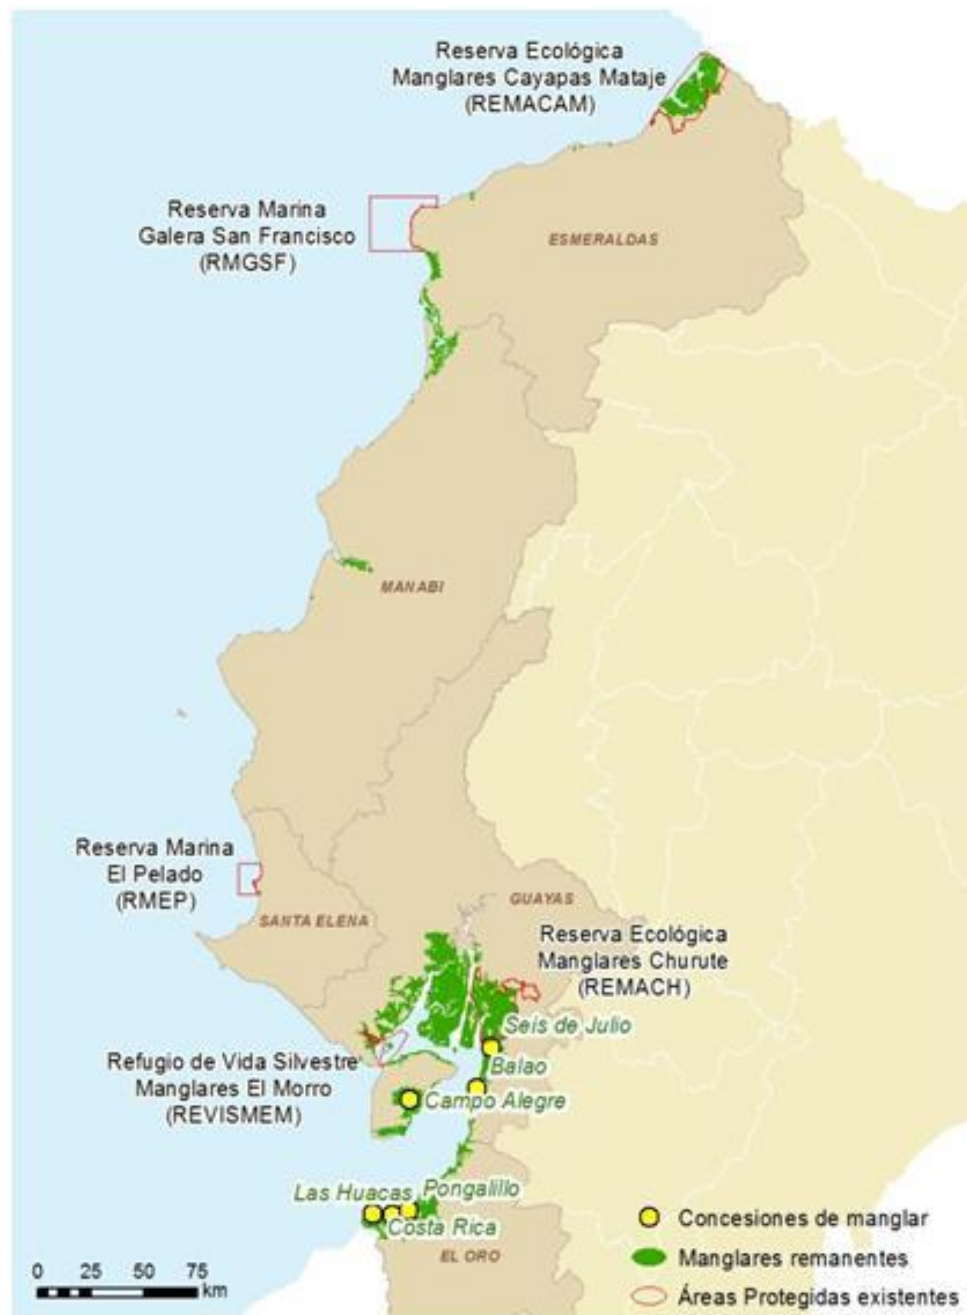 Reserva Ecológica
Manglares Cayapas Mataje
(REMACAM)
Reserva Marina
Galera San Francisco
(RMGSF)
ESMERALDAS
MANABI
Reserva Marina
El Pelado
(RMEP)
SANTA ELENA
GUAYAS
Reserva Ecológica
Manglares Churute
(REMACH)
Seis de Julio
Refugio de Vida Silvestre
Manglares El Morro
(REVISMEM)
Balao
Campo Alegre
Las Huacas
Pongalillo
Costa Rica
EL ORO
Concesiones de manglar
Manglares remanentes
Áreas Protegidas existentes
0 25 50 75
km